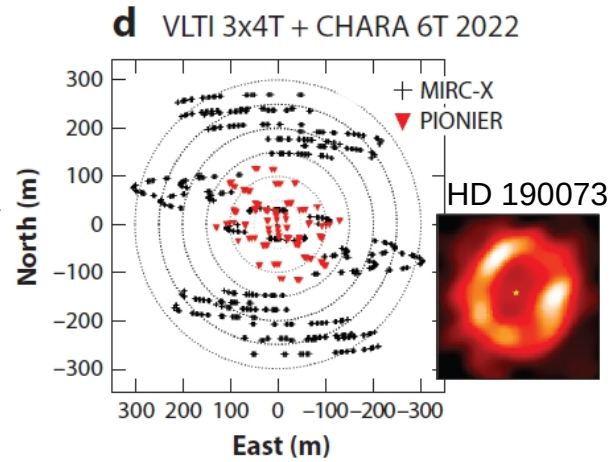 d VLTI 3x4T + CHARA 6T 2022
300
200
100
0
−100
−200
−300
North (m)
+ MIRC-X
▼ PIONIER
HD 190073
300 200 100 0 −100 −200 −300
East (m)